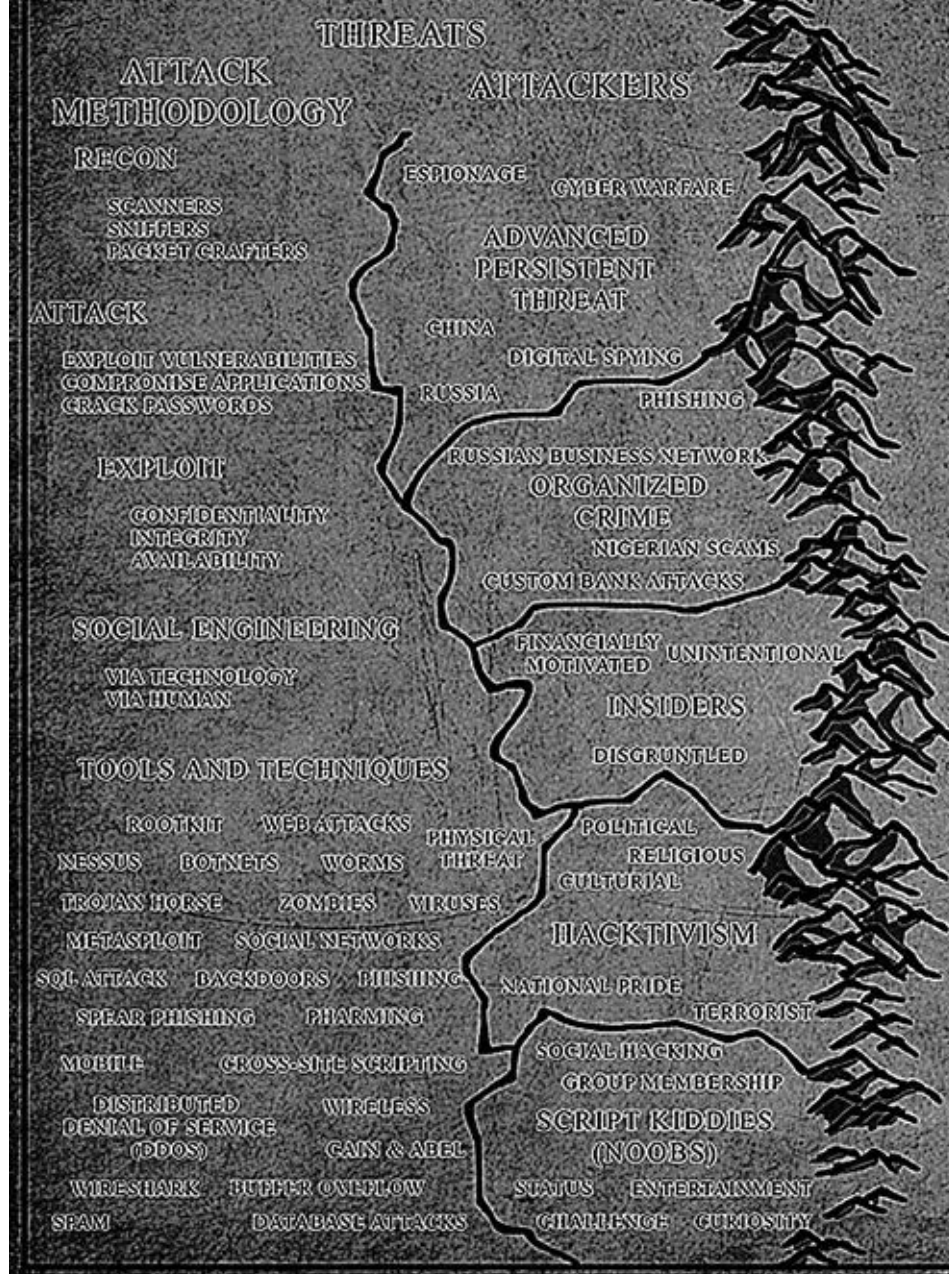 THREATS
ATTACK
METHODOLOGY
RECON
SCANNERS
SNIFFERS
PACKET CRAFTERS
ATTACK
EXPLOIT VULNERABILITIES
COMPROMISE APPLICATIONS
CRACK PASSWORDS
EXPLOIT
CONFIDENTIALITY
INTEGRITY
AVAILABILITY
SOCIAL ENGINEERING
VIA TECHNOLOGY
VIA HUMAN
TOOLS AND TECHNIQUES
ROOTKIT WEB ATTACKS
PHYSICAL
THREAT
NESSUS BOTNETS WORMS
TROJAN HORSE ZOMBIES VIRUSES
METASPLOIT SOCIAL NETWORKS
SQL ATTACK BACKDOORS PHISHING
SPEAR PHISHING PHARMING
MOBILE CROSS-SITE SCRIPTING
DISTRIBUTED
DENIAL OF SERVICE
(DDOS)
WIRELESS
CAIN & ABEL
WIRESHARK BUFFER OVEFLOW
SPAM DATABASE ATTACKS
ATTACKERS
ESPIONAGE
CYBER WARFARE
ADVANCED
PERSISTENT
THREAT
CHINA
DIGITAL SPYING
RUSSIA
PHISHING
RUSSIAN BUSINESS NETWORK
ORGANIZED
CRIME
NIGERIAN SCAMS
CUSTOM BANK ATTACKS
FINANCIALLY
MOTIVATED
UNINTENTIONAL
INSIDERS
DISGRUNTLED
POLITICAL
RELIGIOUS
CULTURIAL
HACKTIVISM
NATIONAL PRIDE
TERRORIST
SOCIAL HACKING
GROUP MEMBERSHIP
SCRIPT KIDDIES
(NOOBS)
STATUS ENTERTAINMENT
CHALLENGE CURIOSITY